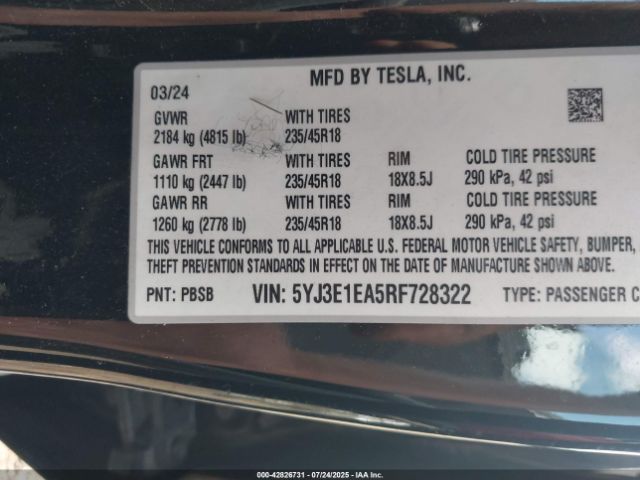 MFD BY TESLA, INC.
03/24
GVWR WITH TIRES
2184 kg (4815 lb) 235/45R18
GAWR FRT WITH TIRES RIM COLD TIRE PRESSURE
1110 kg (2447 lb) 235/45R18 18X8.5J 290 kPa, 42 psi
GAWR RR WITH TIRES RIM COLD TIRE PRESSURE
1260 kg (2778 lb) 235/45R18 18X8.5J 290 kPa, 42 psi
THIS VEHICLE CONFORMS TO ALL APPLICABLE U.S. FEDERAL MOTOR VEHICLE SAFETY, BUMPER,
THEFT PREVENTION STANDARDS IN EFFECT ON THE DATE OF MANUFACTURE SHOWN ABOVE.
PNT: PBSB VIN: 5YJ3E1EA5RF728322 TYPE: PASSENGER C
000-42826731 - 07/24/2025 - IAA Inc.